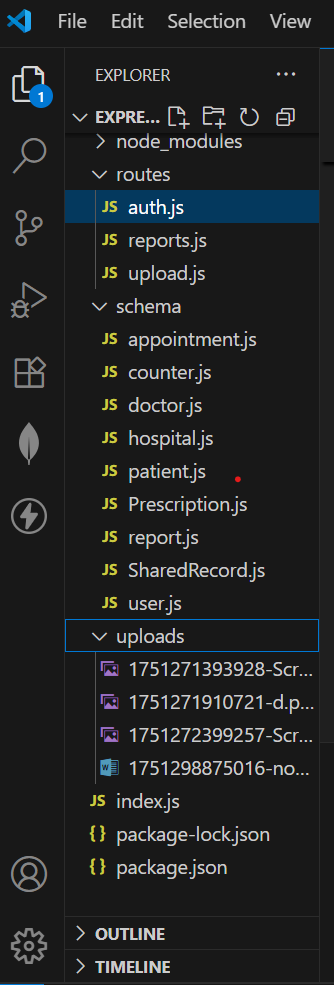 File Edit Selection View
EXPLORER
EXPRE...
node_modules
routes
JS auth.js
JS reports.js
JS upload.js
schema
JS appointment.js
JS counter.js
JS doctor.js
JS hospital.js
JS patient.js
JS Prescription.js
JS report.js
JS SharedRecord.js
JS user.js
uploads
1751271393928-Scr...
1751271910721-d.p...
1751272399257-Scr...
1751298875016-no...
JS index.js
{} package-lock.json
{} package.json
OUTLINE
TIMELINE
1